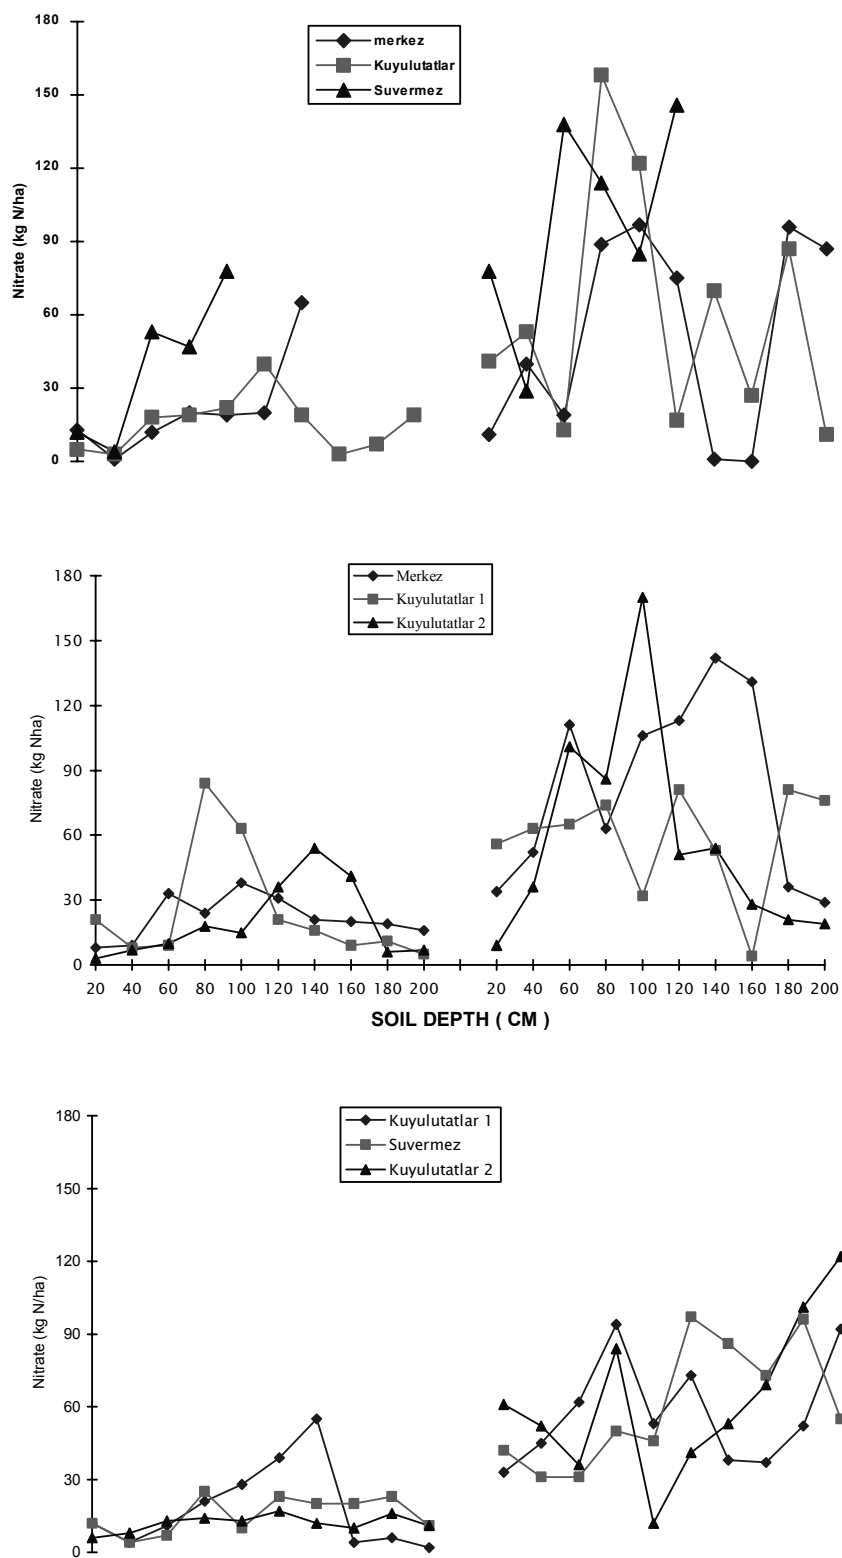 180
150
120
90
60
30
0
Nitrate (kg N/ha)
merkez
Kuyulutatlar
Suvermez
180
150
120
90
60
30
0
Nitrate (kg Nha)
Merkez
Kuyulutatlar 1
Kuyulutatlar 2
20 40 60 80 100 120 140 160 180 200 20 40 60 80 100 120 140 160 180 200
SOIL DEPTH ( CM )
180
150
120
90
60
30
0
Nitrate (kg N/ha)
Kuyulutatlar 1
Suvermez
Kuyulutatlar 2